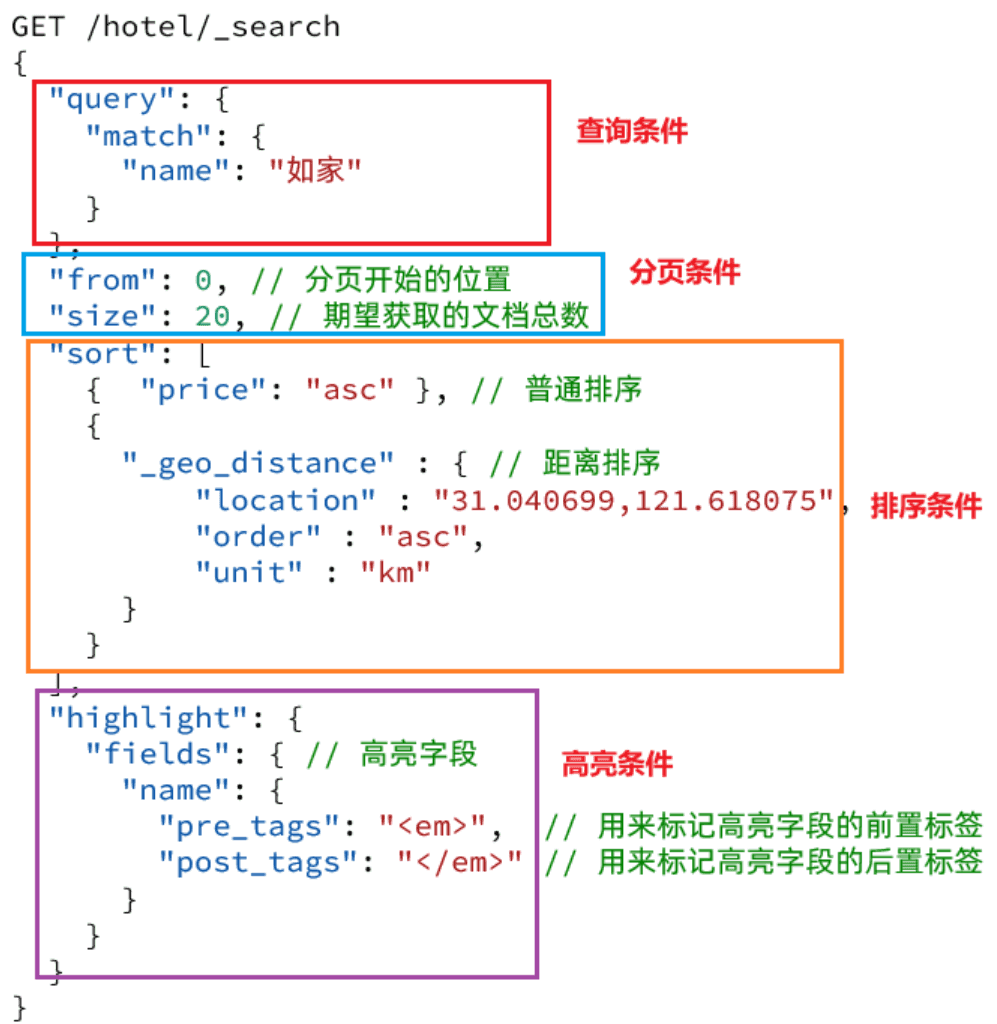 GET /hotel/_search
{
"query": {
"match": {
"name": "如家"
}
},
查询条件
"from": 0, // 分页开始的位置
"size": 20, // 期望获取的文档总数
分页条件
"sort": [
{ "price": "asc" }, // 普通排序
{
"_geo_distance" : { // 距离排序
"location" : "31.040699,121.618075",
"order" : "asc",
"unit" : "km"
}
}
],
排序条件
"highlight": {
"fields": { // 高亮字段
"name": {
"pre_tags": "<em>", // 用来标记高亮字段的前置标签
"post_tags": "</em>" // 用来标记高亮字段的后置标签
}
}
}
高亮条件
}